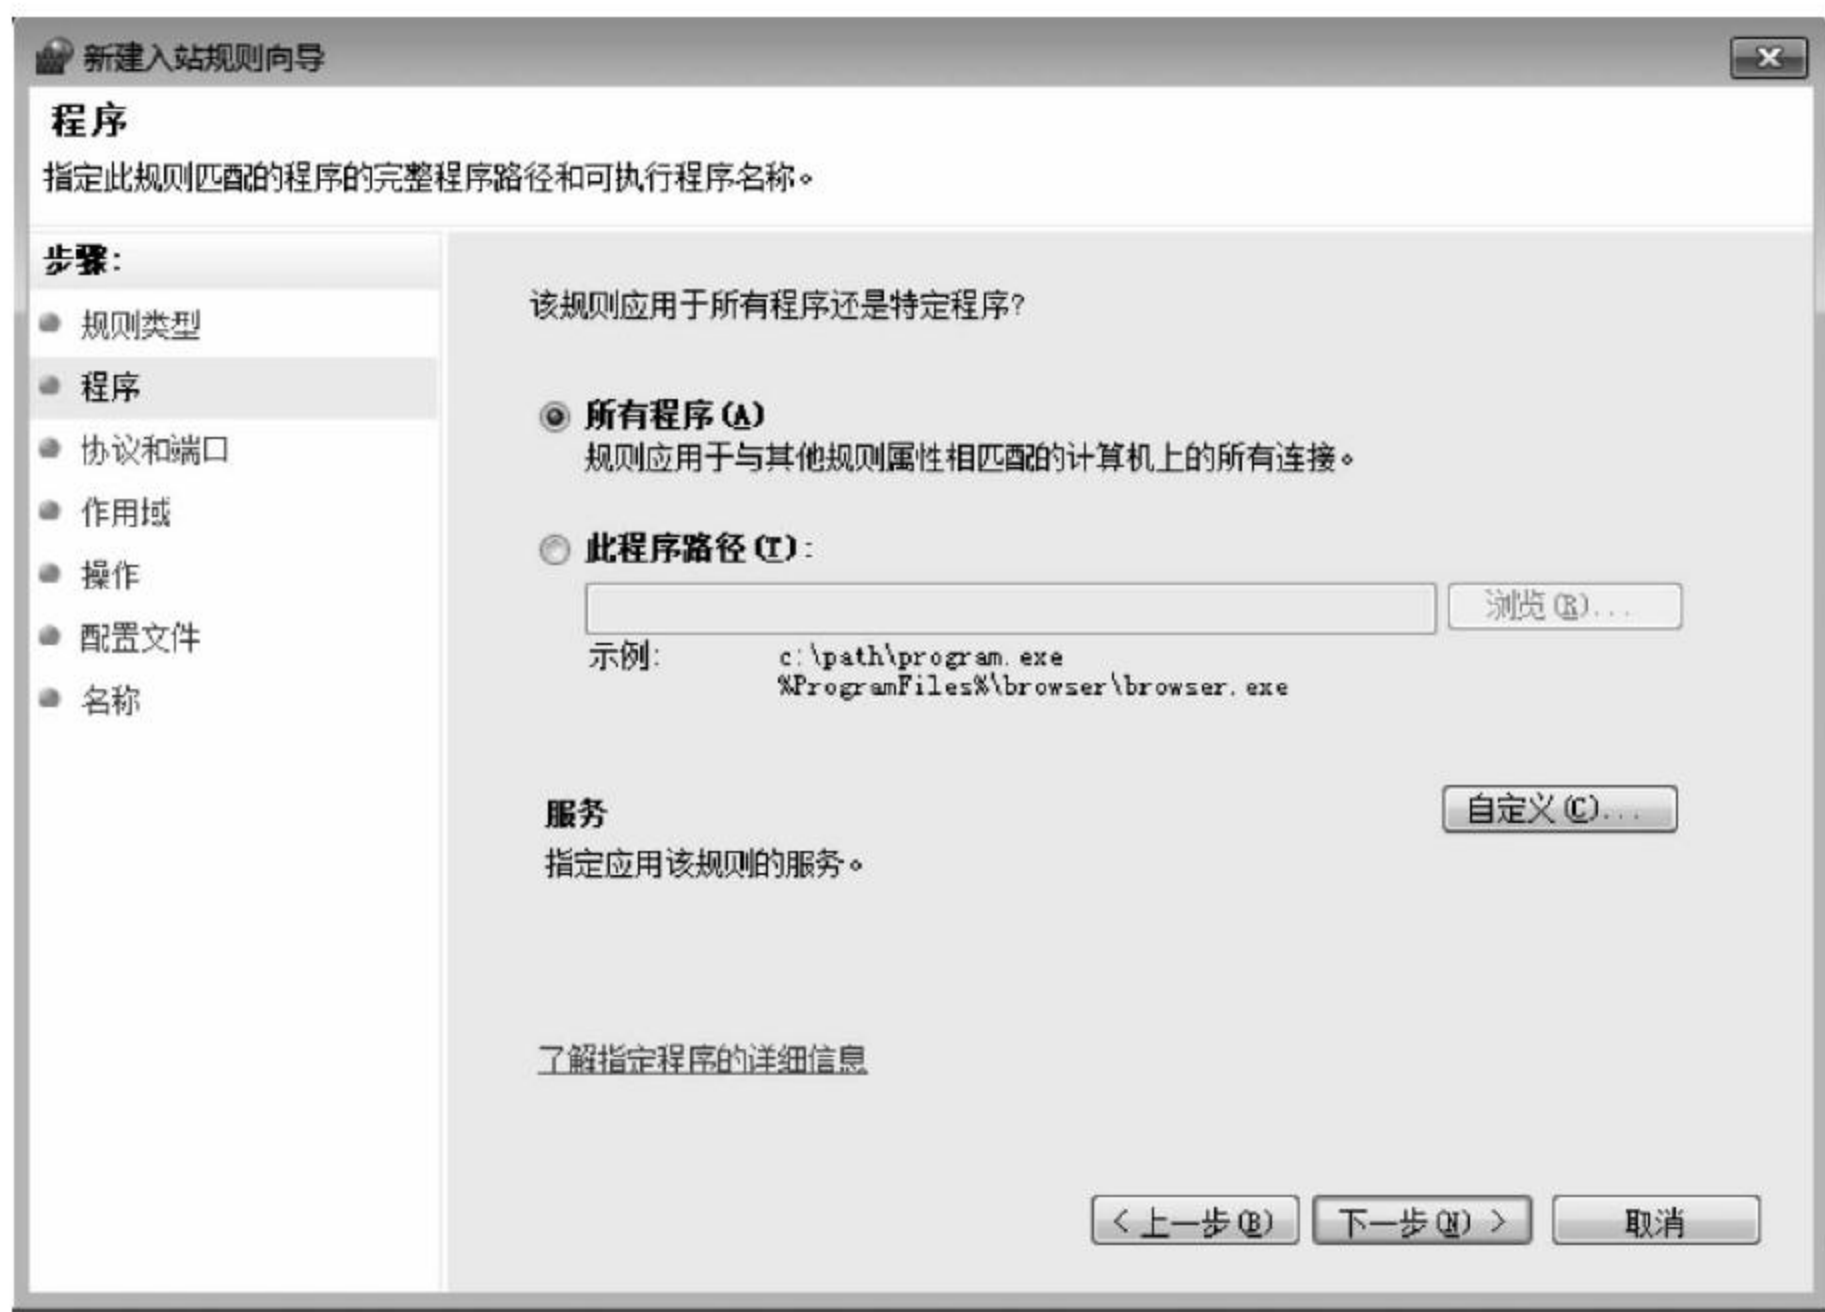 新建入站规则向导
程序
指定此规则匹配的程序的完整程序路径和可执行程序名称。
步骤:
规则类型
程序
协议和端口
作用域
操作
配置文件
名称
该规则应用于所有程序还是特定程序?
所有程序(A)
规则应用于与其他规则属性相匹配的计算机上的所有连接。
此程序路径(T):
浏览(R)...
示例: c:\path\program.exe
%ProgramFiles%\browser\browser.exe
服务
自定义(C)...
指定应用该规则的服务。
了解指定程序的详细信息
<上一步(B) 下一步(N)> 取消